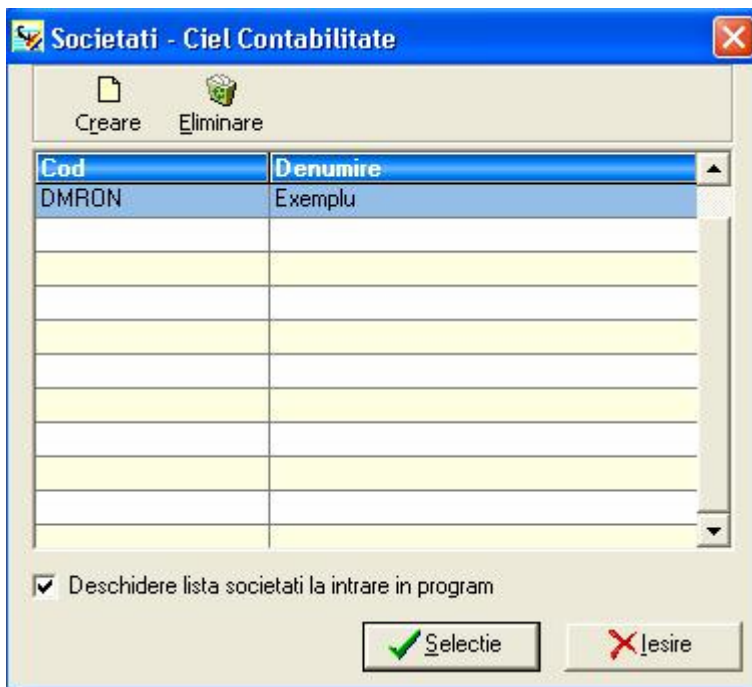 Societati - Ciel Contabilitate
Creare Eliminare
Cod Denumire
DMRON Exemplu
Deschidere lista societati la intrare in program
Selectie Iesire